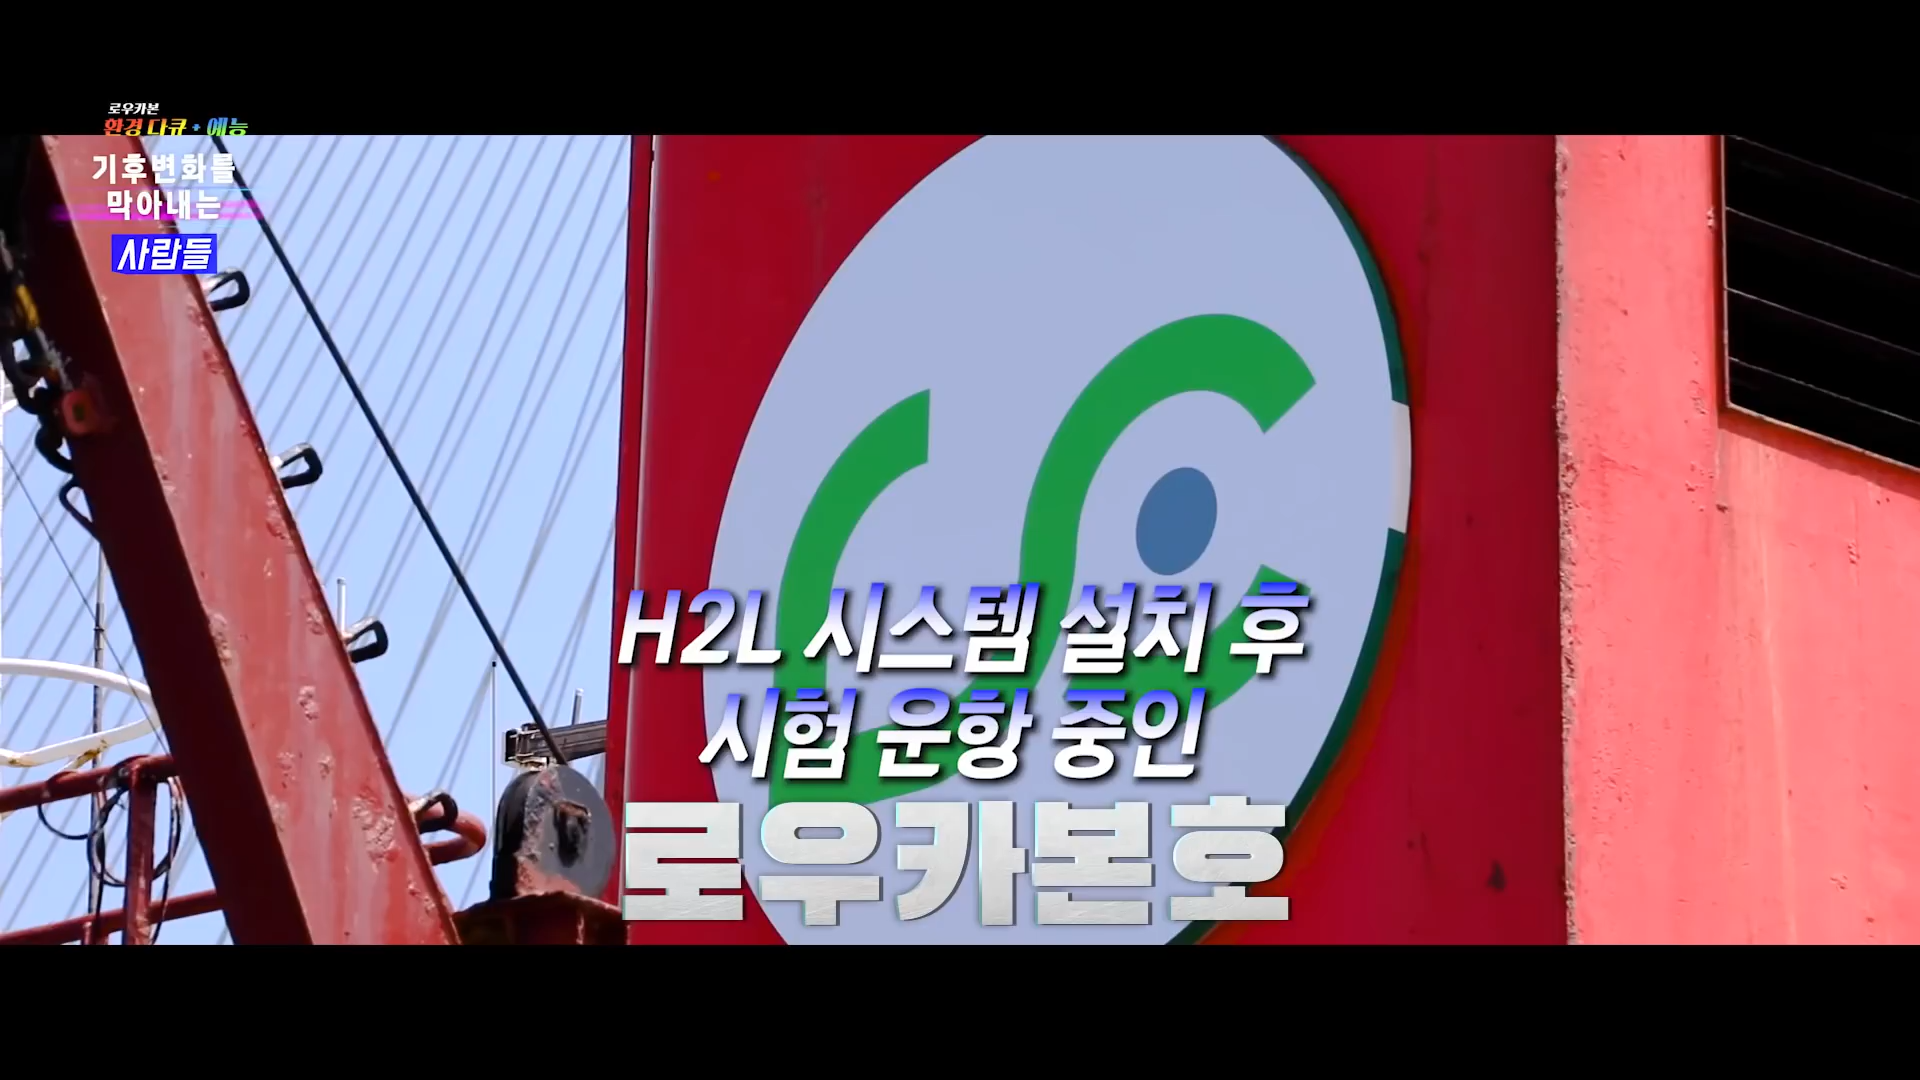 로우카본
환경 다큐 + 예능
기후변화를
막아내는
사람들
H2L 시스템 설치 후
시험 운항 중인
로우카본호